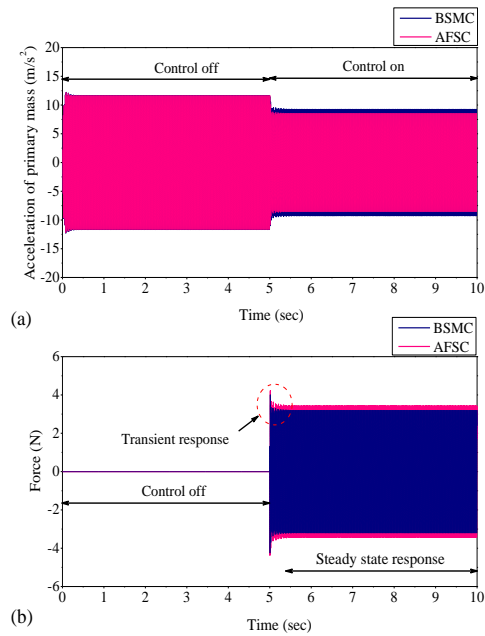 BSMC
AFSC
Acceleration of primary mass (m/s²)
20
15
10
5
0
-5
-10
-15
-20
Control off
Control on
0 1 2 3 4 5 6 7 8 9 10
Time (sec)
(a)
BSMC
AFSC
Force (N)
6
4
2
0
-2
-4
-6
Transient response
Control off
Steady state response
0 1 2 3 4 5 6 7 8 9 10
Time (sec)
(b)